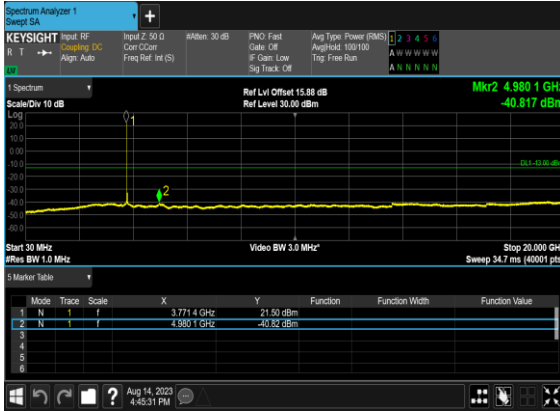 Spectrum Analyzer 1
Swept SA
+
KEYSIGHT Input: RF Input Z: 50 Ω #Atten: 30 dB PNO: Fast Avg Type: Power (RMS) 1 2 3 4 5 6
R T Coupling: DC Corr CCorr Gate: Off Avg|Hold: 100/100 A W W W W W
Align: Auto Freq Ref: Int (S) IF Gain: Low Trig: Free Run
Sig Track: Off A N N N N N
1 Spectrum Ref Lvl Offset 15.88 dB Mkr2 4.980 1 GHz
Scale/Div 10 dB Ref Level 30.00 dBm -40.817 dBm
Log
20.0
10.0
0.00
-10.0 DL1 -13.00 dBm
-20.0
-30.0
-40.0
-50.0
-60.0
1
2
Start 30 MHz Video BW 3.0 MHz* Stop 20.000 GHz
#Res BW 1.0 MHz Sweep 34.7 ms (40001 pts)
5 Marker Table
Mode Trace Scale X Y Function Function Width Function Value
1 N 1 f 3.771 4 GHz 21.50 dBm
2 N 1 f 4.980 1 GHz -40.82 dBm
3
4
5
6
? Aug 14, 2023
4:45:31 PM